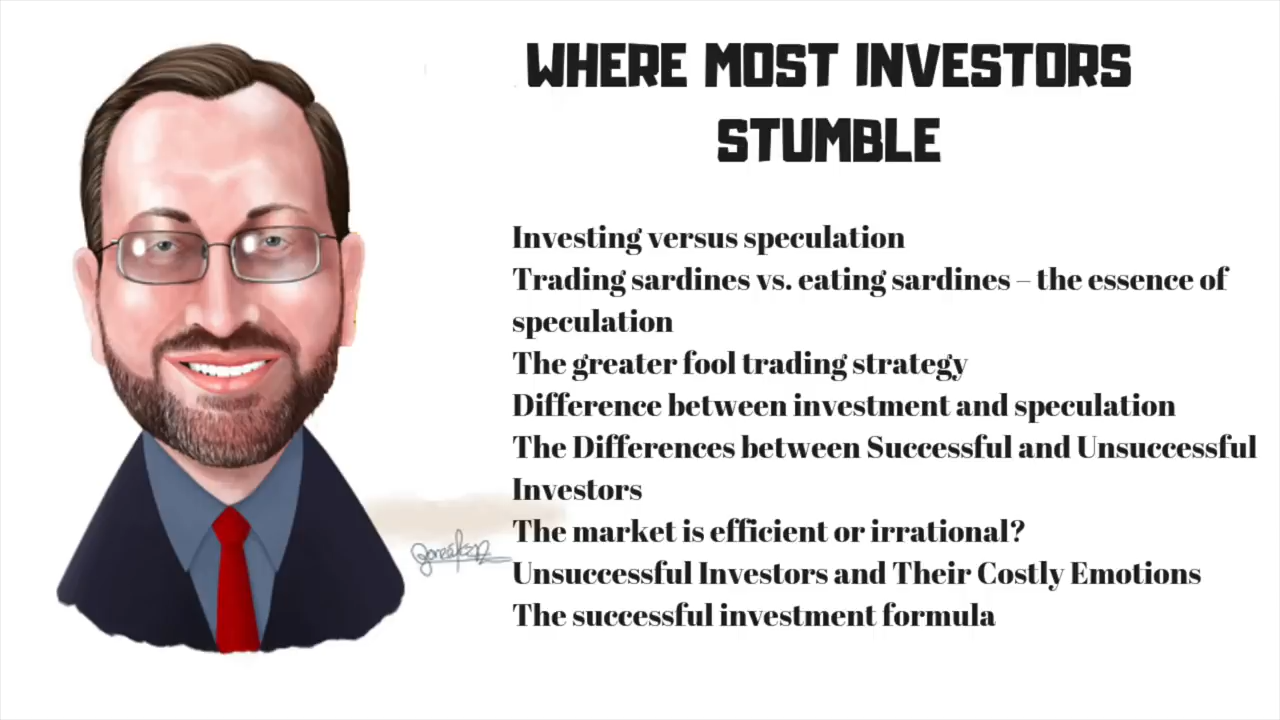 WHERE MOST INVESTORS
STUMBLE
Investing versus speculation
Trading sardines vs. eating sardines – the essence of
speculation
The greater fool trading strategy
Difference between investment and speculation
The Differences between Successful and Unsuccessful
Investors
The market is efficient or irrational?
Unsuccessful Investors and Their Costly Emotions
The successful investment formula